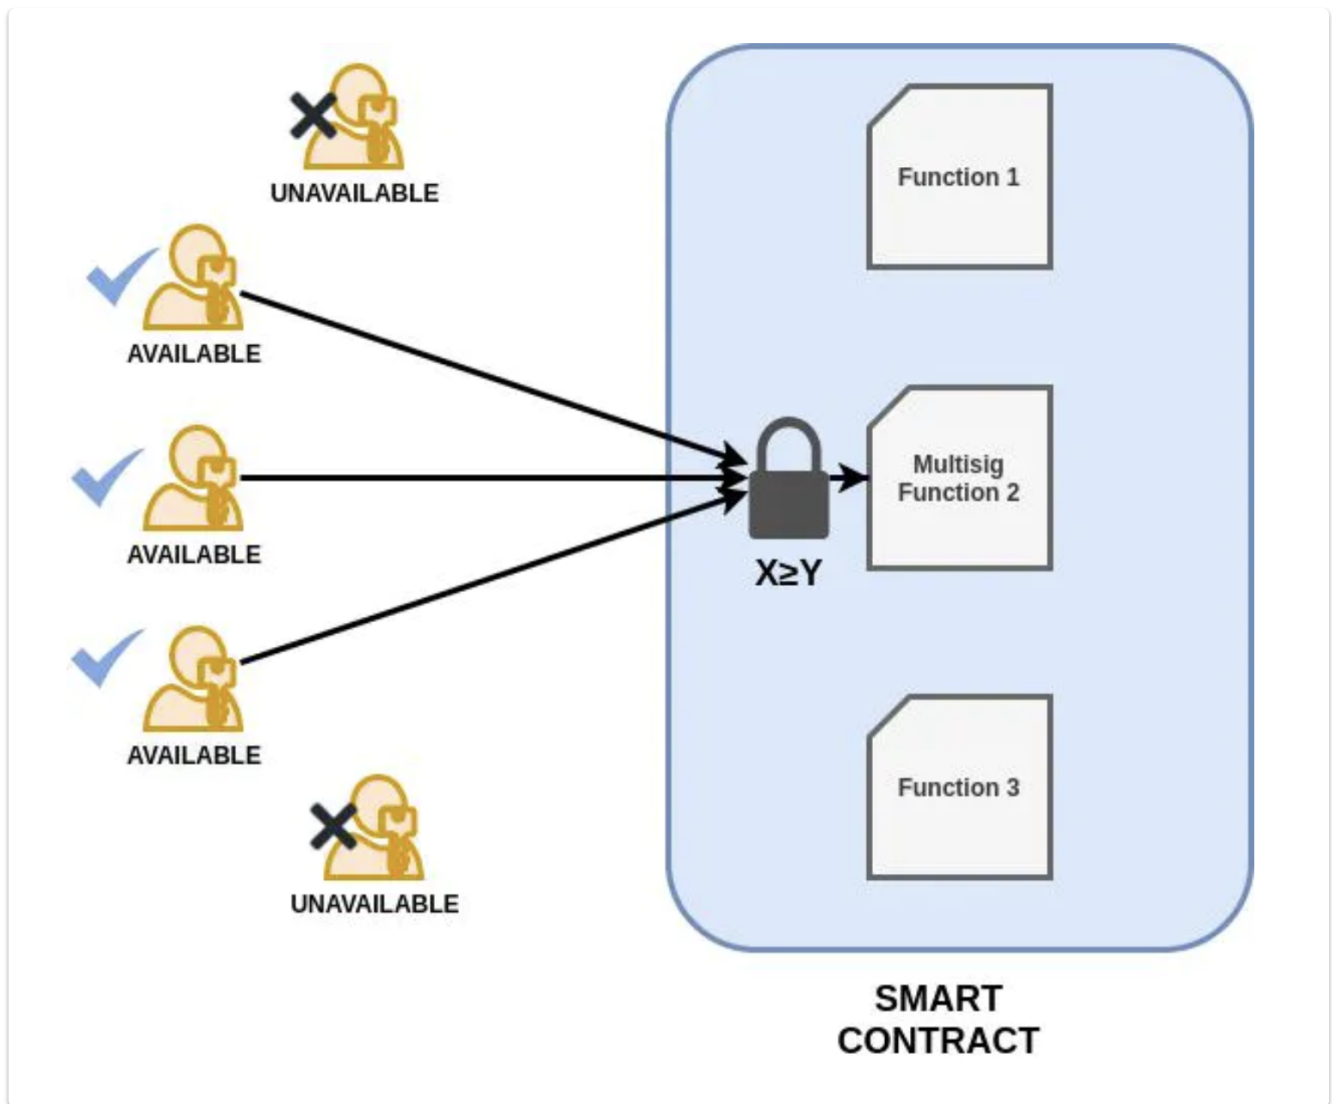 UNAVAILABLE
Function 1
AVAILABLE
Multisig
Function 2
AVAILABLE
X≥Y
AVAILABLE
Function 3
UNAVAILABLE
SMART
CONTRACT